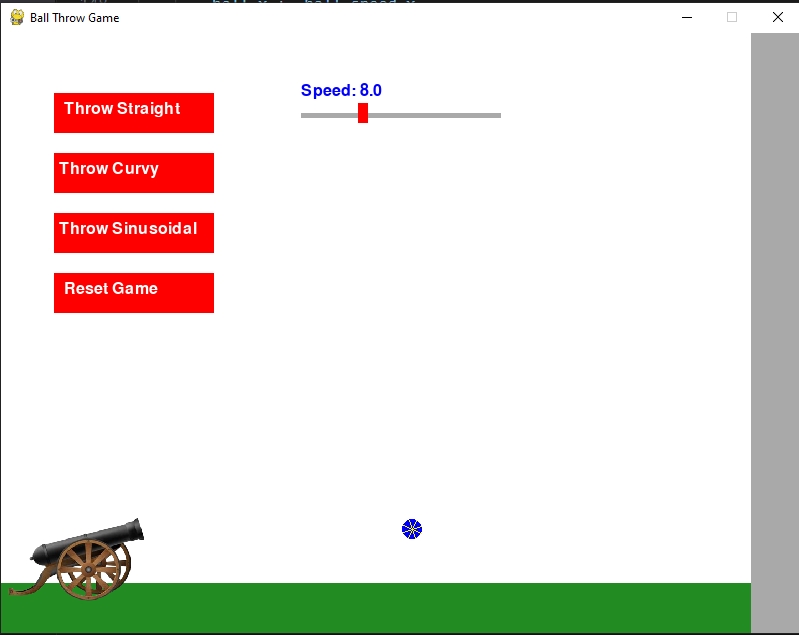 Ball Throw Game
Speed: 8.0
Throw Straight
Throw Curvy
Throw Sinusoidal
Reset Game